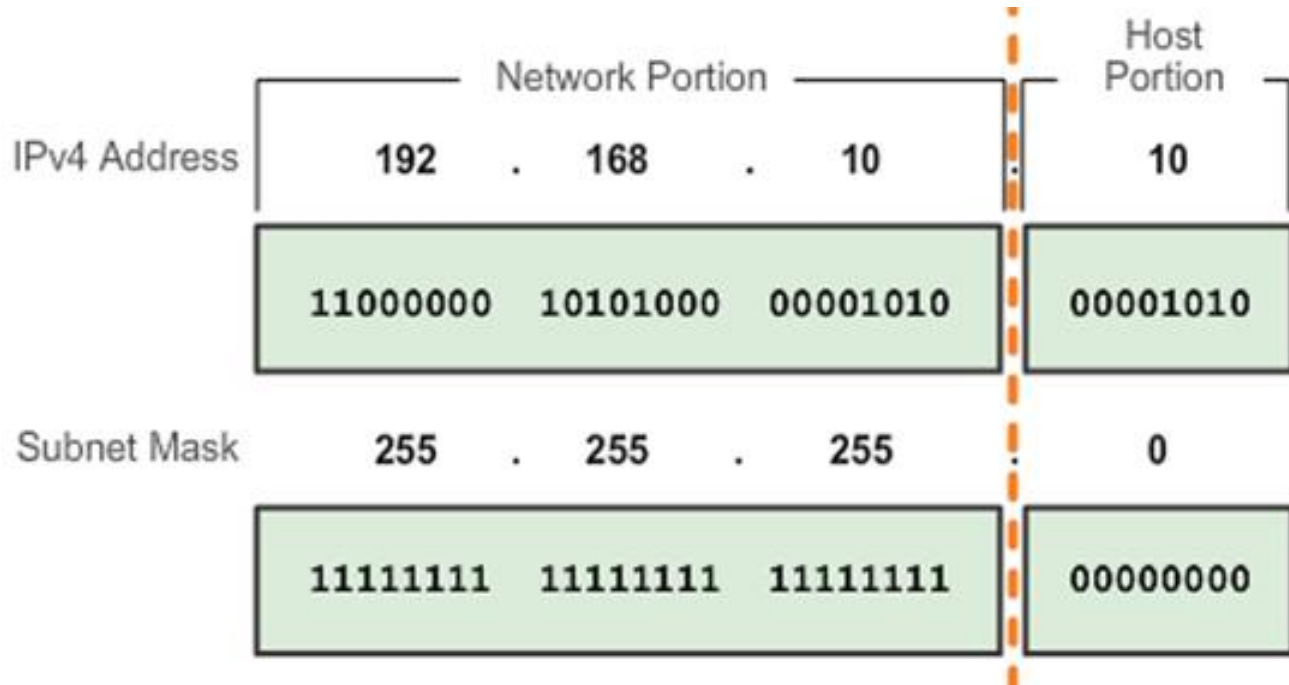 Host
Network Portion Portion
IPv4 Address 192 . 168 . 10 . 10
11000000 10101000 00001010 00001010
Subnet Mask 255 . 255 . 255 . 0
11111111 11111111 11111111 00000000